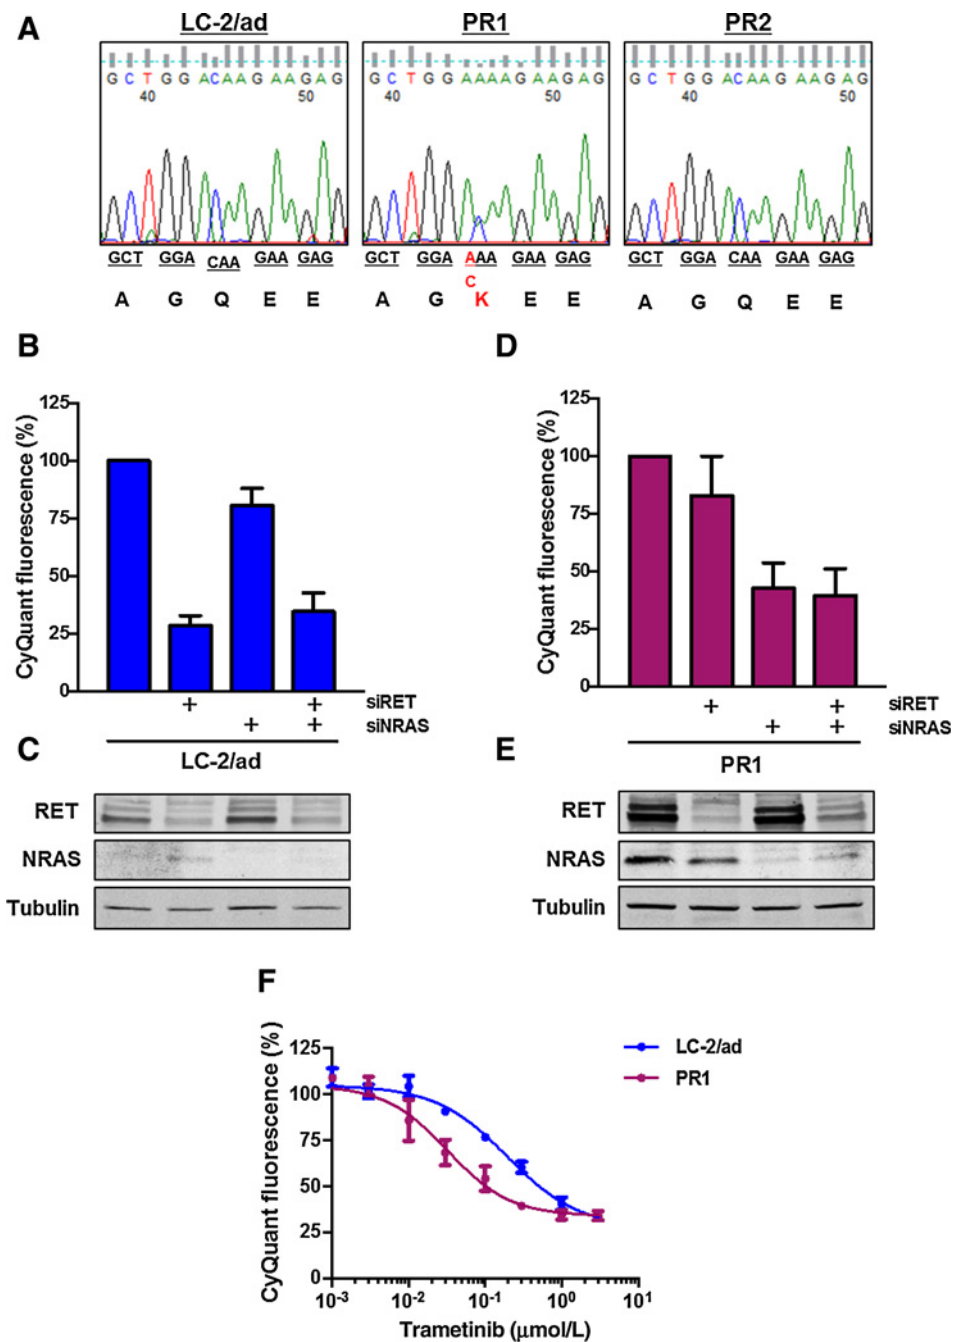 A
LC-2/ad PR1 PR2
G C T G G A C A A G A A G A G
G C T G G A A A A G A A G A G
G C T G G A C A A G A A G A G
40 50
40 50
40 50
GCT GGA CAA GAA GAG
GCT GGA AAA GAA GAG
GCT GGA CAA GAA GAG
C
A G Q E E
A G K E E
A G Q E E
B
CyQuant fluorescence (%)
125
100
75
50
25
0
+ + siRET
+ + siNRAS
LC-2/ad
D
CyQuant fluorescence (%)
125
100
75
50
25
0
+ + siRET
+ + siNRAS
PR1
C
RET
NRAS
Tubulin
E
RET
NRAS
Tubulin
F
CyQuant fluorescence (%)
125
100
75
50
25
0
10-3 10-2 10-1 100 101
Trametinib (μmol/L)
LC-2/ad
PR1